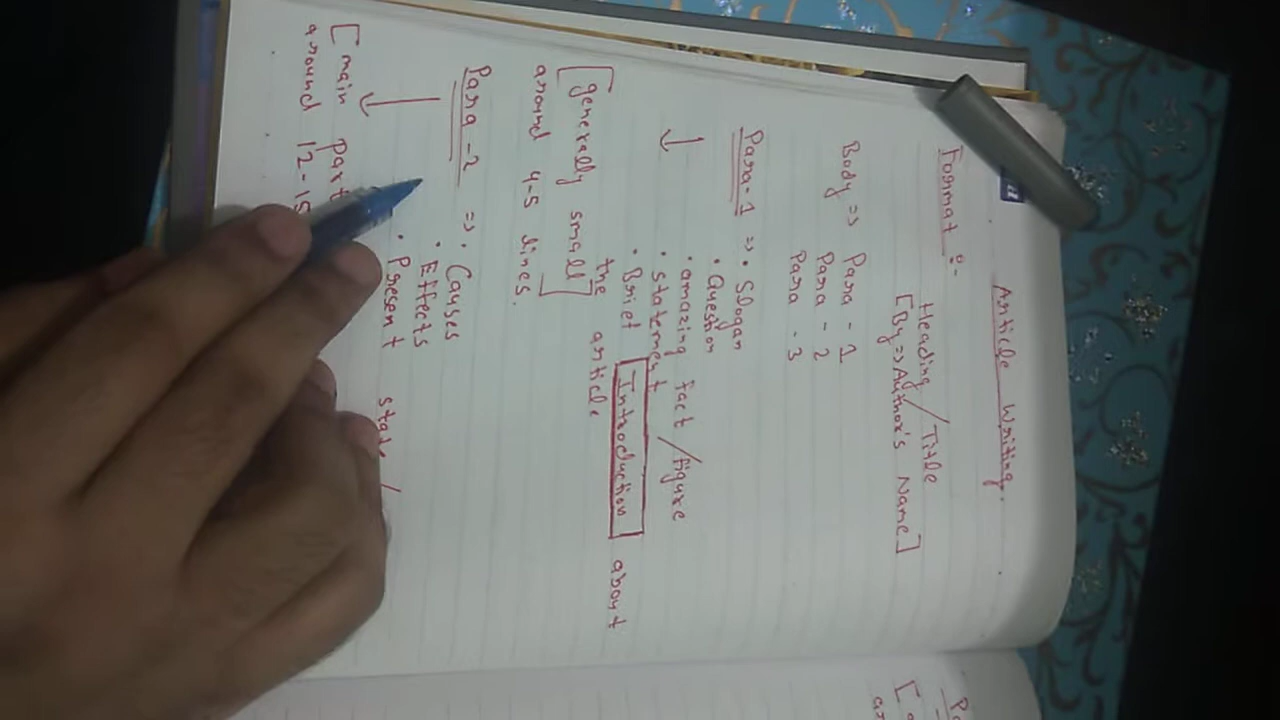 Article Writing.
Format :-
Heading/Title
[By => Author's Name]
Body => Para - 1
Para - 2
Para - 3
Para-1 => • Slogan
• Question
• amazing fact/figure
• statement
• Brief Introduction about
the article
[generally small]
around 4-5 lines.
Para-2 => • Causes
• Effects
• Present
[main part
around 12-15